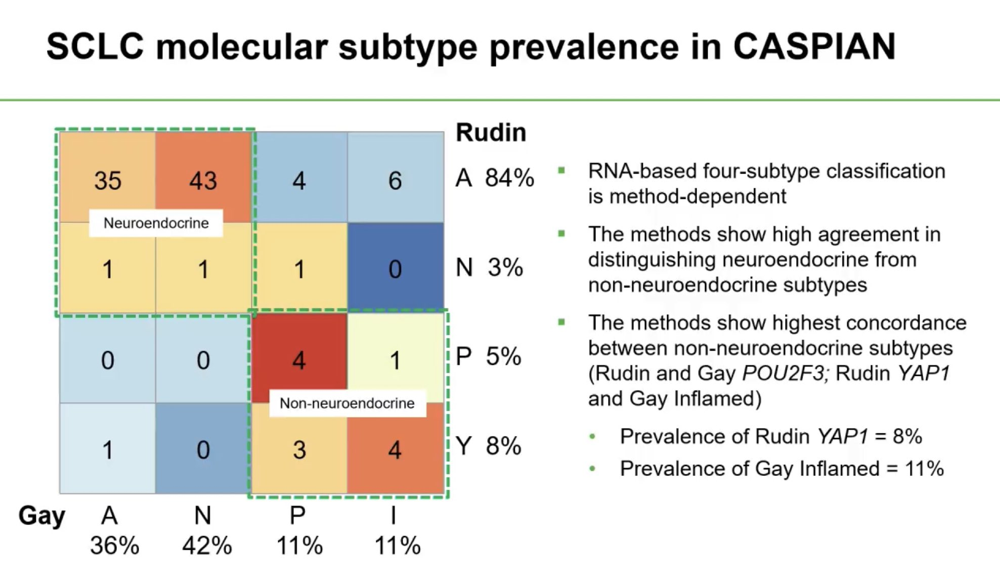 SCLC molecular subtype prevalence in CASPIAN
Rudin
35 43 4 6 A 84%
Neuroendocrine
1 1 1 0 N 3%
0 0 4 1 P 5%
Non-neuroendocrine
1 0 3 4 Y 8%
Gay A N P I
36% 42% 11% 11%
▪ RNA-based four-subtype classification
is method-dependent
▪ The methods show high agreement in
distinguishing neuroendocrine from
non-neuroendocrine subtypes
▪ The methods show highest concordance
between non-neuroendocrine subtypes
(Rudin and Gay POU2F3; Rudin YAP1
and Gay Inflamed)
• Prevalence of Rudin YAP1 = 8%
• Prevalence of Gay Inflamed = 11%